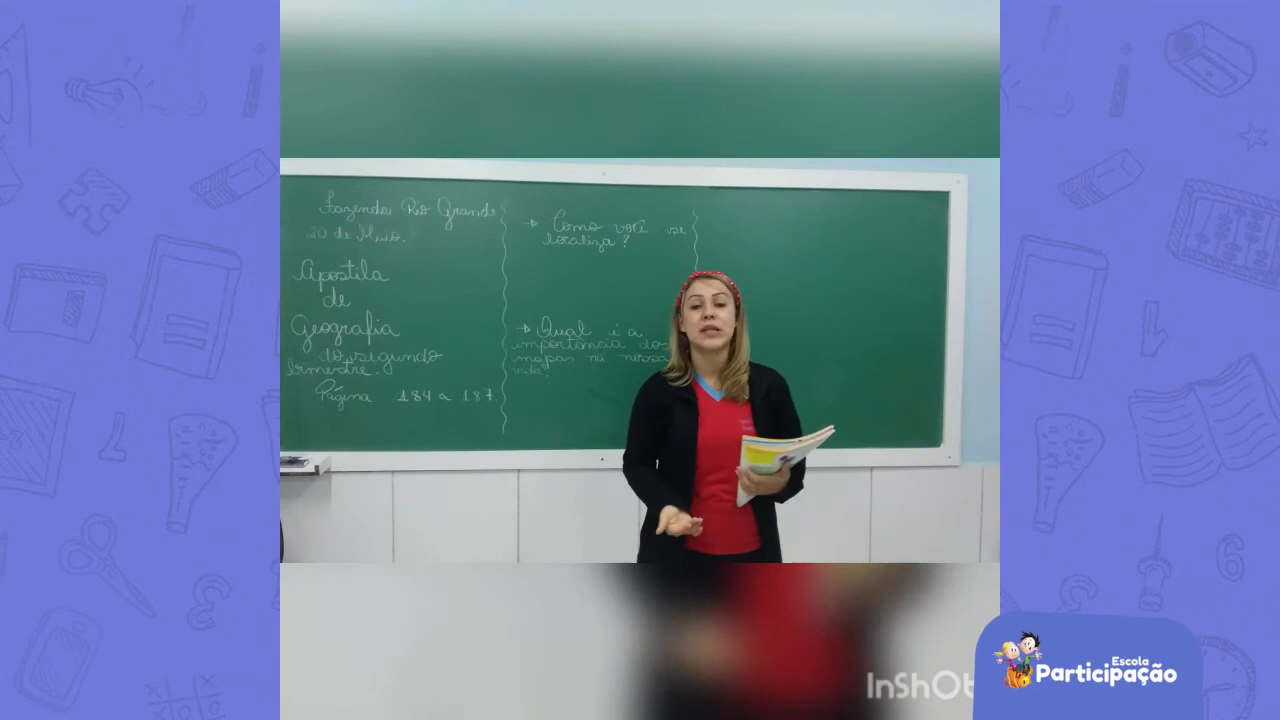 Fazenda Rio Grande
20 de Maio.
Apostila
de
Geografia
do segundo
trimestre.
Página 184 a 187.
→ Como você se
localiza?
→ Qual é a
importância dos
mapas na nossa
vida?
InShOt
Escola
Participação